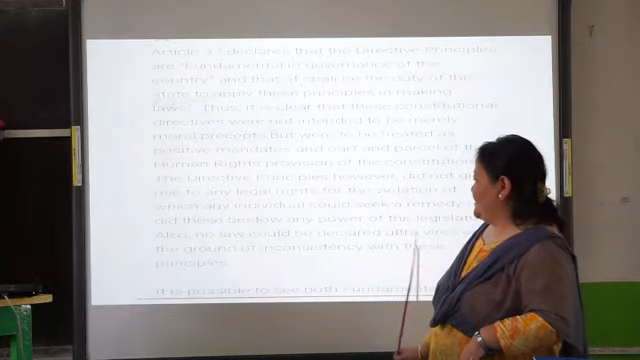 Article 37 declares that the Directive Principles
are "Fundamental in governance of the
country" and that "it shall be the duty of the
state to apply these principles in making
laws". Thus, it is clear that these constitutional
directives were not intended to be merely
moral precepts.But were to be treated as
positive mandates and part and parcel of
Human Rights provision of the constitution.
The Directive Principles however, did not
rise to any legal rights for the violation of
which any individual could seek a remedy
did these bestow any power of the
Also, no law could be declared ultra vires
the ground of inconsistency with these
principles.
It is possible to see both